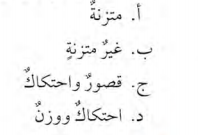 أ. متزنةٌ
ب. غيرُ متزنةٍ
ج. قصورٌ واحتكاكٌ
د. احتكاكٌ ووزنٌ